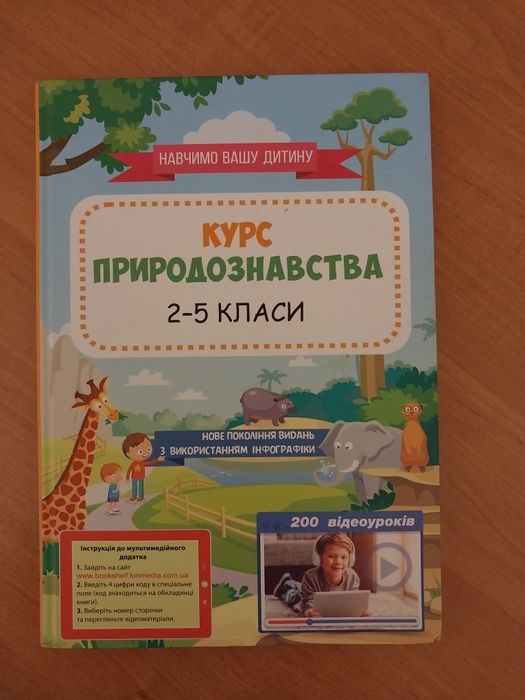 НАВЧИМО ВАШУ ДИТИНУ
КУРС
ПРИРОДОЗНАВСТВА
2-5 КЛАСИ
НОВЕ ПОКОЛІННЯ ВИДАНЬ
З ВИКОРИСТАННЯМ ІНФОГРАФІКИ
200 відеоуроків
Інструкція до мультимедійного
додатка
1. Зайдіть на сайт
www.bookshelf.kmmedia.com.ua
2. Введіть 4 цифри коду в спеціальне
поле (код знаходиться на обкладинці
книги)
3. Виберіть номер сторінки
та перегляньте відеоматеріали.